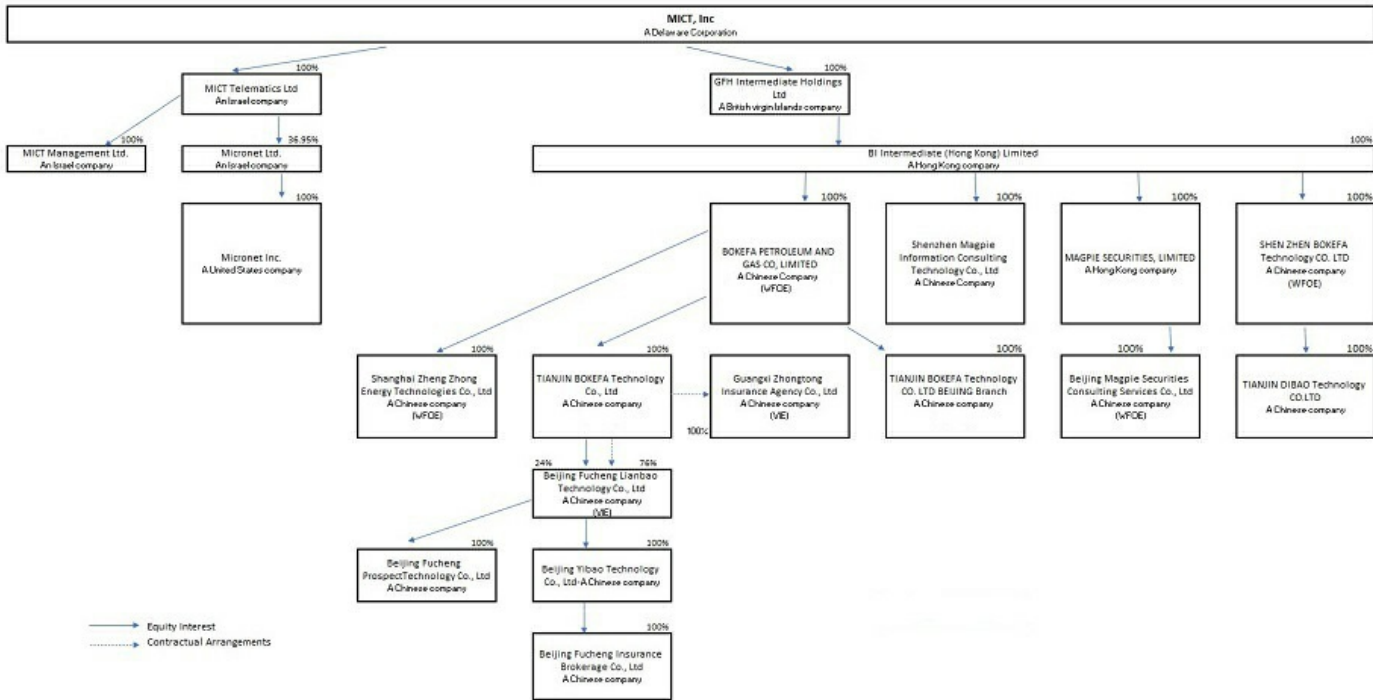 MICT, Inc
A Delaware Corporation
100%
MICT Telematics Ltd
An Israel company
100%
GFH Intermediate Holdings
Ltd
A British virgin Islands company
100%
MICT Management Ltd.
An Israel company
36.95%
Micronet Ltd.
An Israel company
100%
BI Intermediate (Hong Kong) Limited
A Hong Kong company
100%
Micronet Inc.
A United States company
100%
BOKEFA PETROLEUM AND
GAS CO, LIMITED
A Chinese Company
(WFOE)
100%
Shenzhen Magpie
Information Consulting
Technology Co., Ltd
A Chinese Company
100%
MAGPIE SECURITIES, LIMITED
A Hong Kong company
100%
SHEN ZHEN BOKEFA
Technology CO. LTD
A Chinese company
(WFOE)
100%
Shanghai Zheng Zhong
Energy Technologies Co., Ltd
A Chinese company
(WFOE)
100%
TIANJIN BOKEFA Technology
Co., Ltd
A Chinese company
Guangxi Zhongtong
Insurance Agency Co., Ltd
A Chinese company
(VIE)
100%
100%
TIANJIN BOKEFA Technology
CO. LTD BEIJING Branch
A Chinese company
100%
Beijing Magpie Securities
Consulting Services Co., Ltd
A Chinese company
(WFOE)
100%
TIANJIN DIBAO Technology
CO.LTD
A Chinese company
24%
76%
Beijing Fucheng Lianbao
Technology Co., Ltd
A Chinese company
(VIE)
100%
Beijing Fucheng
ProspectTechnology Co., Ltd
A Chinese company
100%
Beijing Yibao Technology
Co., Ltd-A Chinese company
100%
Beijing Fucheng Insurance
Brokerage Co., Ltd
A Chinese company
Equity Interest
Contractual Arrangements